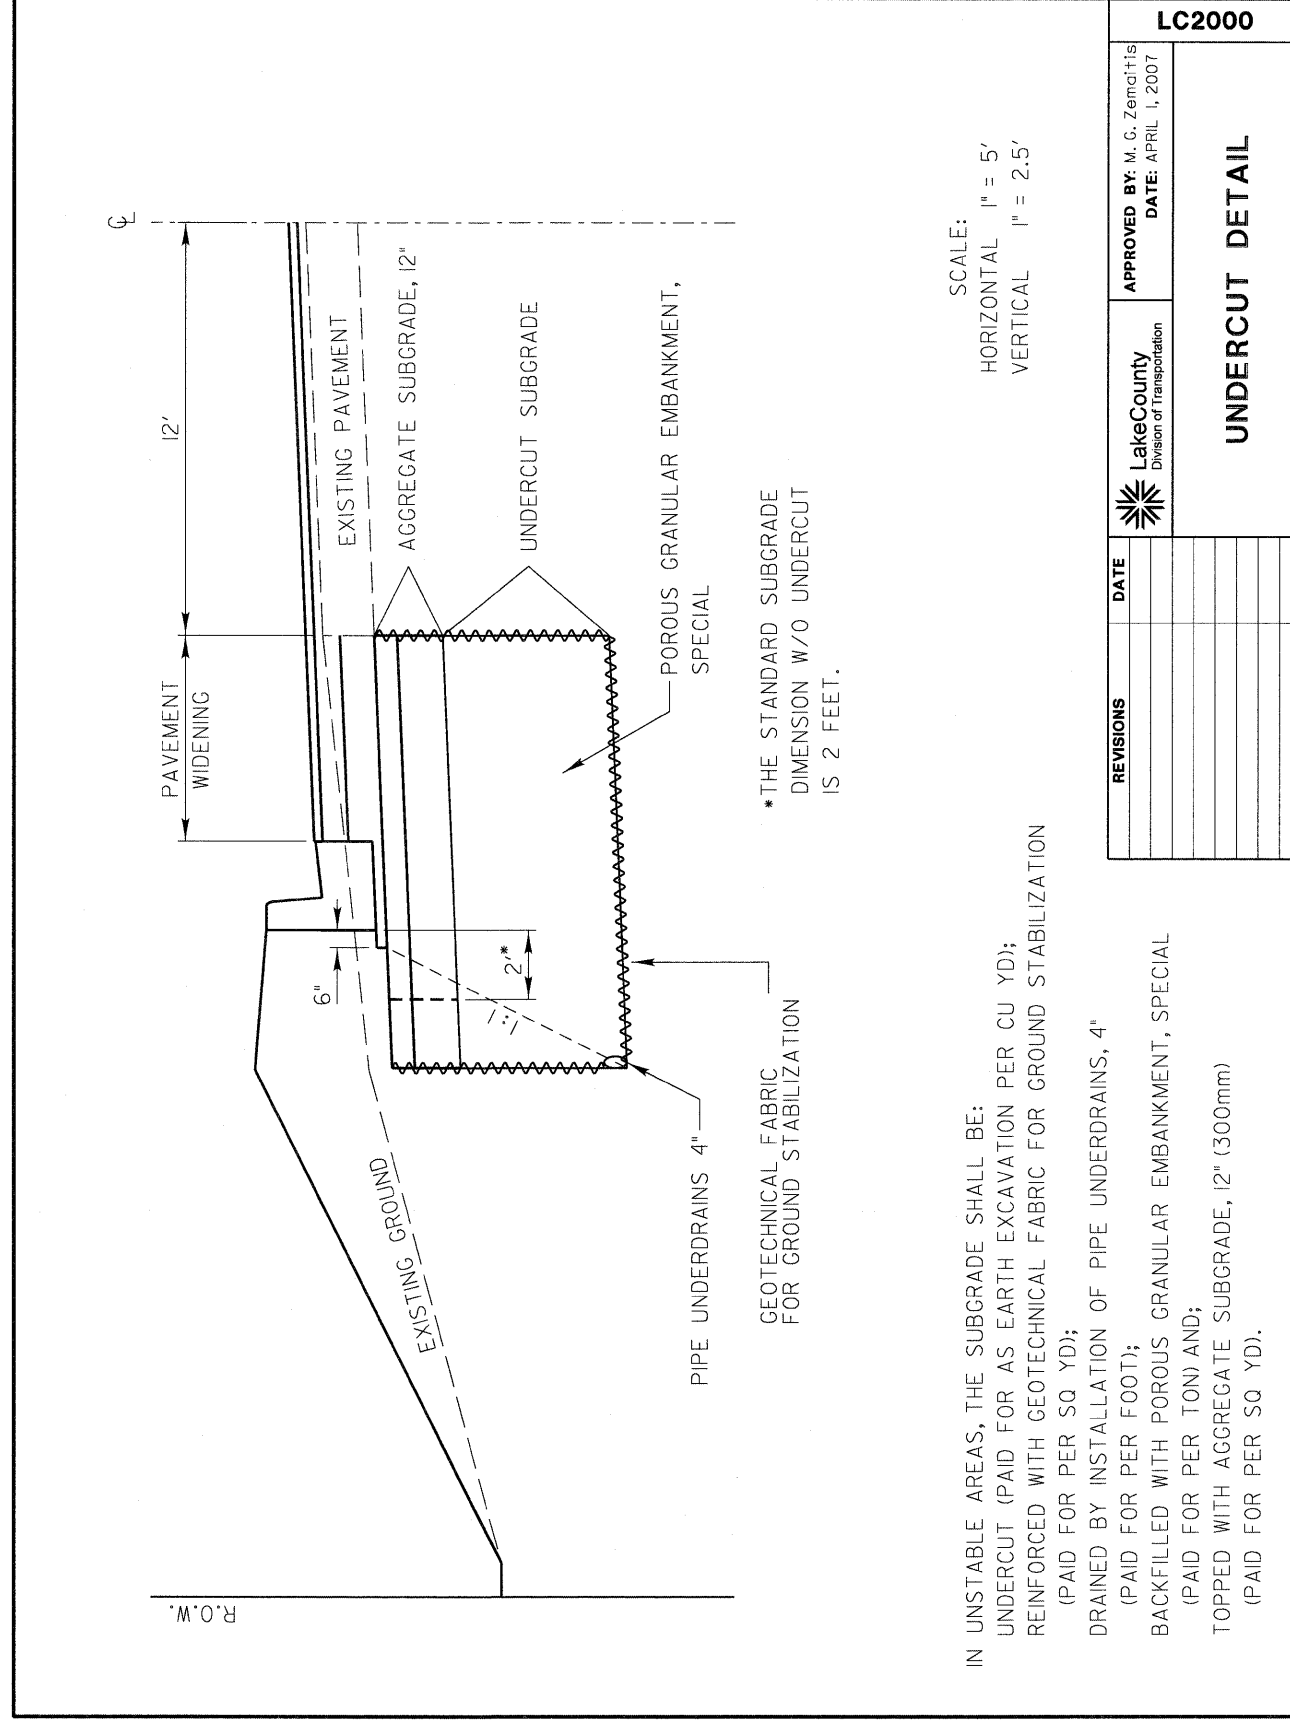 R.O.W.
℄
12'
PAVEMENT
WIDENING
EXISTING PAVEMENT
AGGREGATE SUBGRADE, 12"
UNDERCUT SUBGRADE
POROUS GRANULAR EMBANKMENT,
SPECIAL
6"
2'*
1:1
EXISTING GROUND
PIPE UNDERDRAINS 4"
GEOTECHNICAL FABRIC
FOR GROUND STABILIZATION
*THE STANDARD SUBGRADE
DIMENSION W/O UNDERCUT
IS 2 FEET.
SCALE:
HORIZONTAL 1" = 5'
VERTICAL 1" = 2.5'
IN UNSTABLE AREAS, THE SUBGRADE SHALL BE:
UNDERCUT (PAID FOR AS EARTH EXCAVATION PER CU YD);
REINFORCED WITH GEOTECHNICAL FABRIC FOR GROUND STABILIZATION
(PAID FOR PER SQ YD);
DRAINED BY INSTALLATION OF PIPE UNDERDRAINS, 4"
(PAID FOR PER FOOT);
BACKFILLED WITH POROUS GRANULAR EMBANKMENT, SPECIAL
(PAID FOR PER TON) AND;
TOPPED WITH AGGREGATE SUBGRADE, 12" (300mm)
(PAID FOR PER SQ YD).
REVISIONS
DATE
LakeCounty
Division of Transportation
APPROVED BY: M. G. Zemaitis
DATE: APRIL 1, 2007
UNDERCUT DETAIL
LC2000